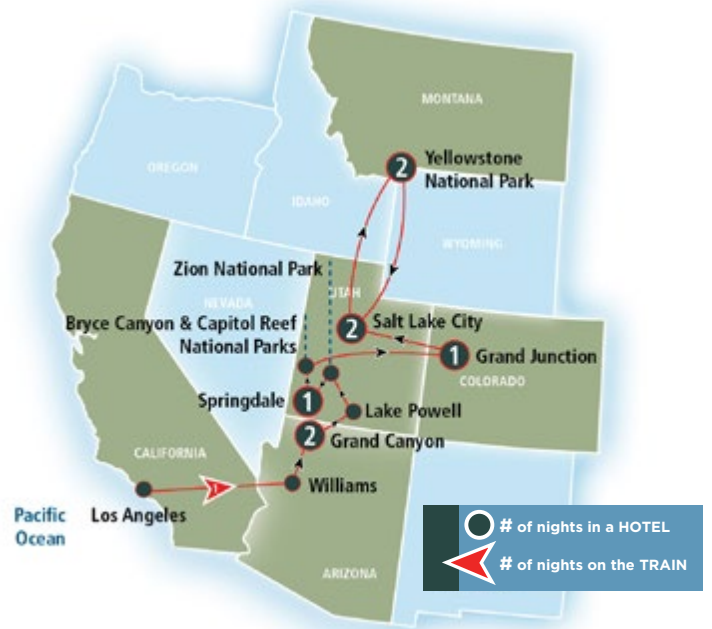 MONTANA
2
Yellowstone
National Park
OREGON
IDAHO
WYOMING
Zion National Park
UTAH
NEVADA
2
Salt Lake City
Bryce Canyon & Capitol Reef
National Parks
1
Grand Junction
COLORADO
Springdale
1
Lake Powell
2
Grand Canyon
CALIFORNIA
1
Williams
Los Angeles
Pacific
Ocean
ARIZONA
# of nights in a HOTEL
# of nights on the TRAIN